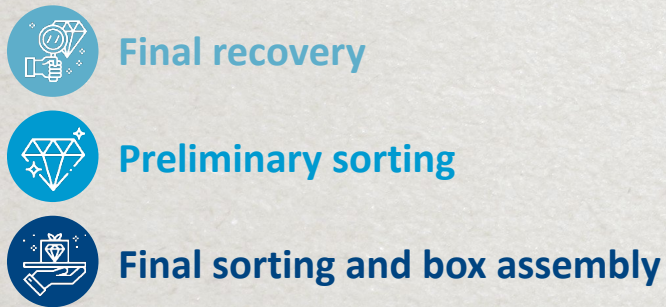 Final recovery
Preliminary sorting
Final sorting and box assembly